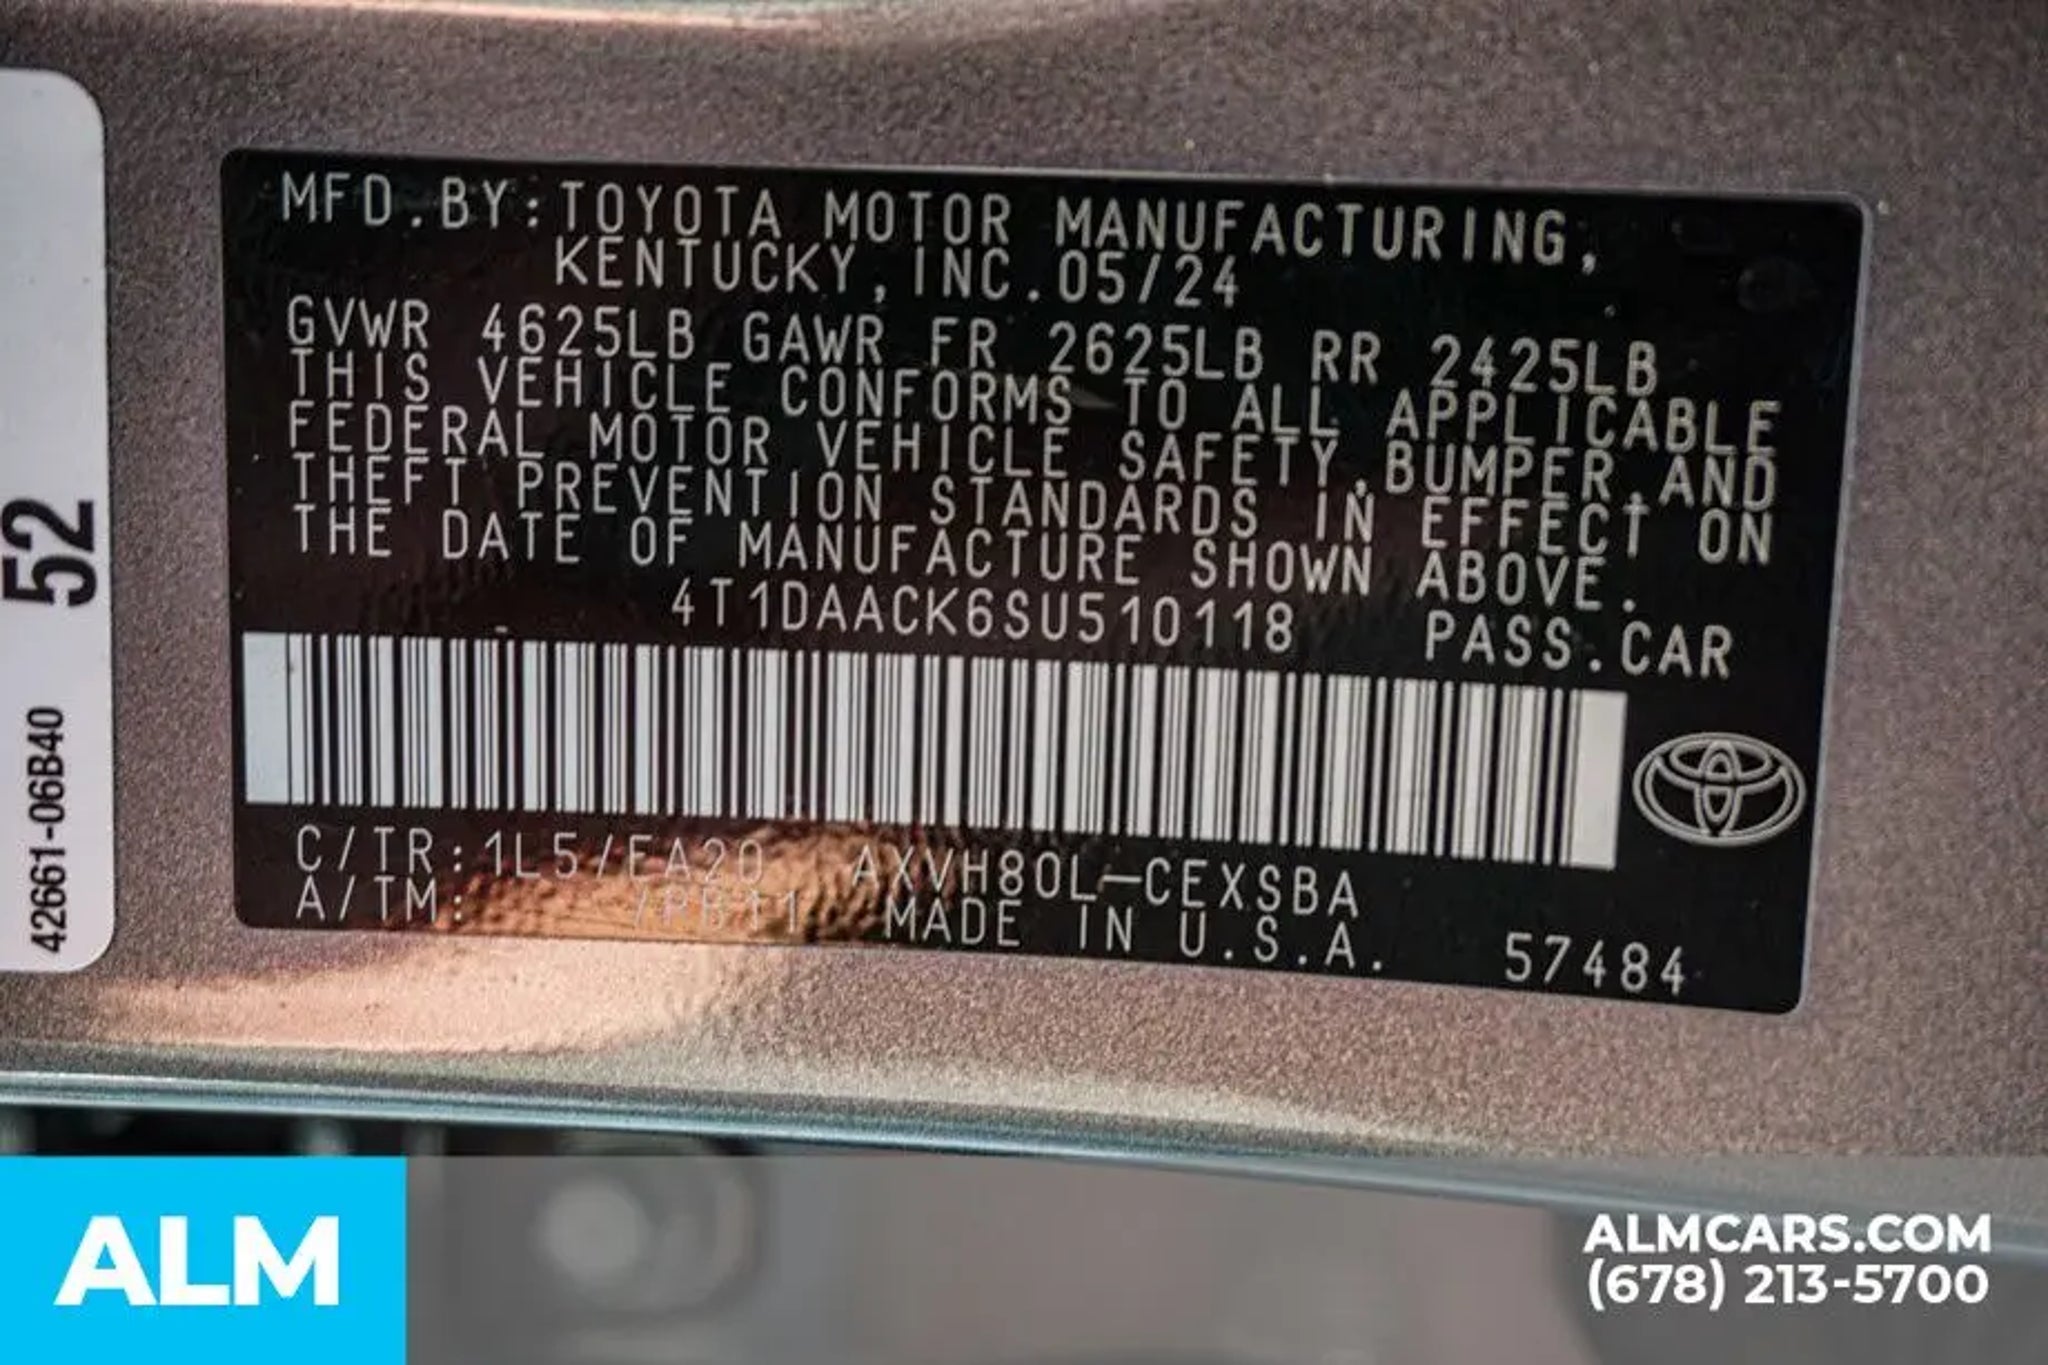 MFD.BY:TOYOTA MOTOR MANUFACTURING,
KENTUCKY,INC.05/24
GVWR 4625LB GAWR FR 2625LB RR 2425LB
THIS VEHICLE CONFORMS TO ALL APPLICABLE
FEDERAL MOTOR VEHICLE SAFETY,BUMPER,AND
THEFT PREVENTION STANDARDS IN EFFECT ON
THE DATE OF MANUFACTURE SHOWN ABOVE.
4T1DAACK6SU510118 PASS.CAR
C/TR:1L5/EA20 AXVH80L-CEXSBA
A/TM: /PB11 MADE IN U.S.A. 57484
52
42661-06B40
ALM
ALMCARS.COM
(678) 213-5700